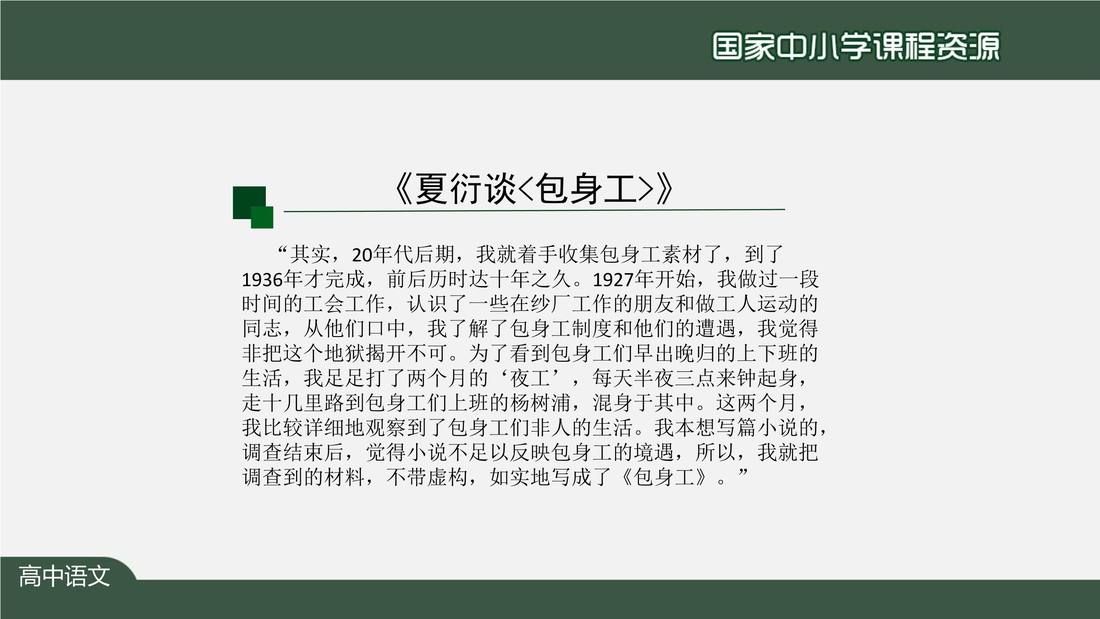 国家中小学课程资源
《夏衍谈<包身工>》
“其实，20年代后期，我就着手收集包身工素材了，到了
1936年才完成，前后历时达十年之久。1927年开始，我做过一段
时间的工会工作，认识了一些在纱厂工作的朋友和做工人运动的
同志，从他们口中，我了解了包身工制度和他们的遭遇，我觉得
非把这个地狱揭开不可。为了看到包身工们早出晚归的上下班的
生活，我足足打了两个月的‘夜工’，每天半夜三点来钟起身，
走十几里路到包身工们上班的杨树浦，混身于其中。这两个月，
我比较详细地观察到了包身工们非人的生活。我本想写篇小说的，
调查结束后，觉得小说不足以反映包身工的境遇，所以，我就把
调查到的材料，不带虚构，如实地写成了《包身工》。”
高中语文